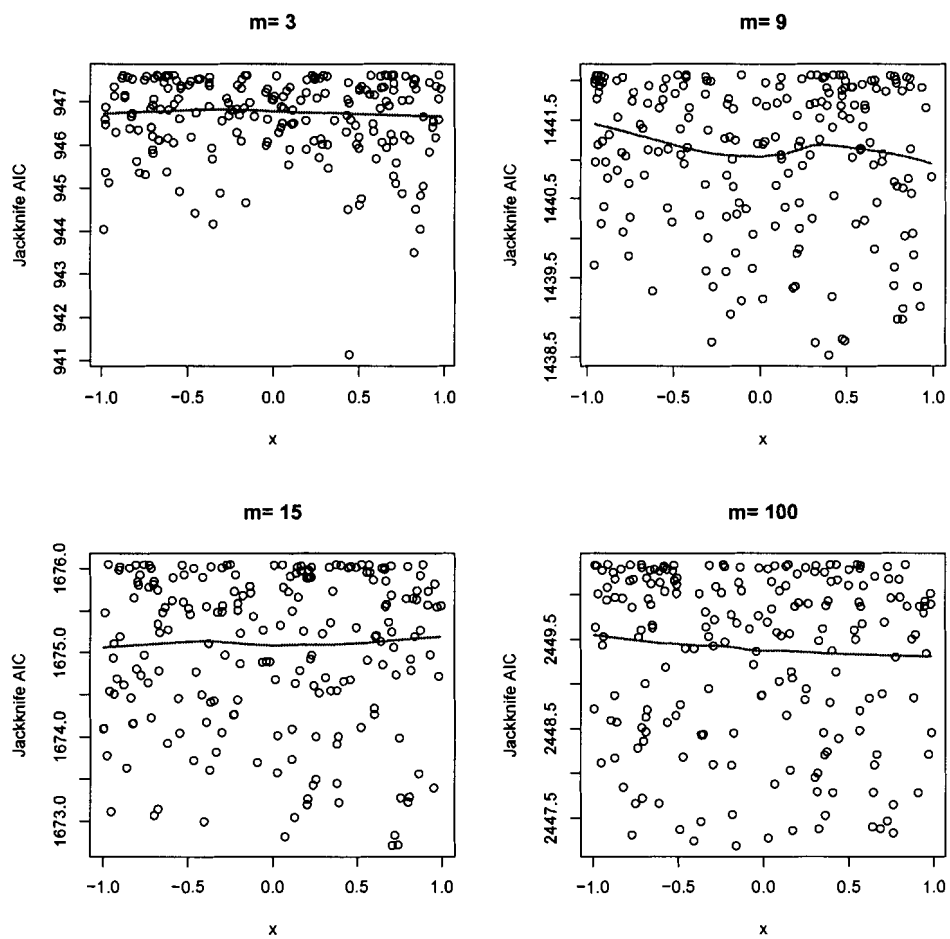 m= 3
m= 9
Jackknife AIC
947
946
945
944
943
942
941
−1.0 −0.5 0.0 0.5 1.0
x
Jackknife AIC
1441.5
1440.5
1439.5
1438.5
−1.0 −0.5 0.0 0.5 1.0
x
m= 15
m= 100
Jackknife AIC
1676.0
1675.0
1674.0
1673.0
−1.0 −0.5 0.0 0.5 1.0
x
Jackknife AIC
2449.5
2448.5
2447.5
−1.0 −0.5 0.0 0.5 1.0
x